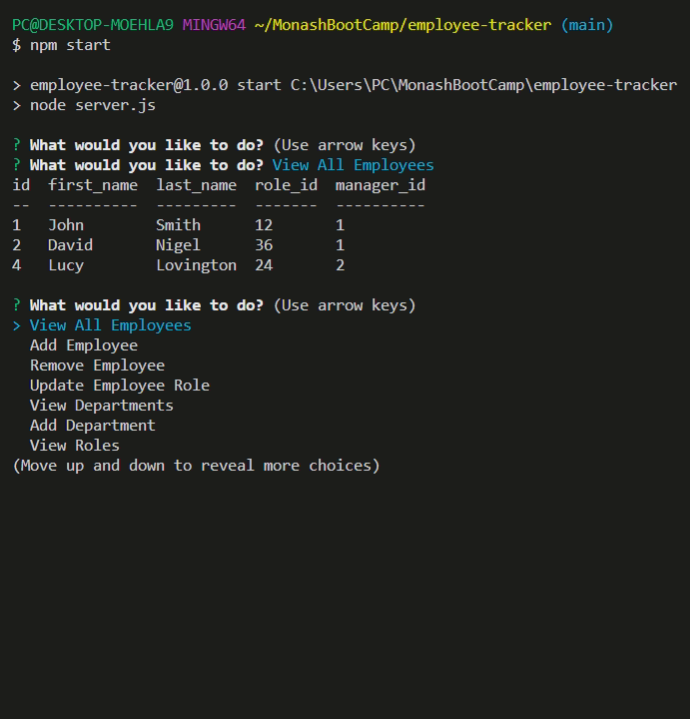 PC@DESKTOP-MOEHLA9 MINGW64 ~/MonashBootCamp/employee-tracker (main)
$ npm start
> employee-tracker@1.0.0 start C:\Users\PC\MonashBootCamp\employee-tracker
> node server.js
? What would you like to do? (Use arrow keys)
? What would you like to do? View All Employees
id  first_name  last_name  role_id  manager_id
--  ----------  ---------  -------  ----------
1   John        Smith      12       1
2   David       Nigel      36       1
4   Lucy        Lovington  24       2
? What would you like to do? (Use arrow keys)
> View All Employees
  Add Employee
  Remove Employee
  Update Employee Role
  View Departments
  Add Department
  View Roles
(Move up and down to reveal more choices)